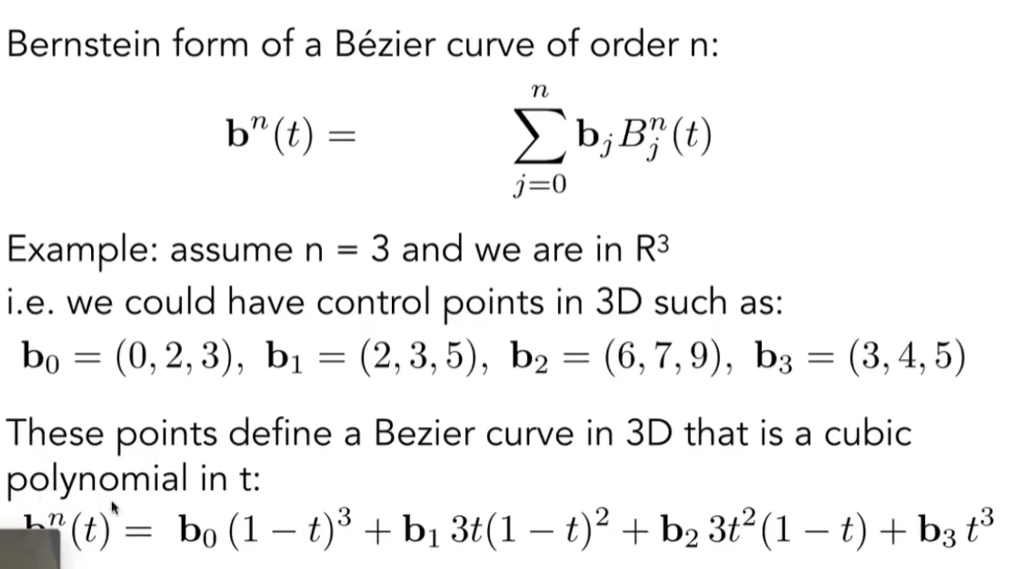 Bernstein form of a Bézier curve of order n:
bⁿ(t) = ∑ⱼ₌₀ⁿ bⱼBⱼⁿ(t)
Example: assume n = 3 and we are in R³
i.e. we could have control points in 3D such as:
b₀ = (0, 2, 3), b₁ = (2, 3, 5), b₂ = (6, 7, 9), b₃ = (3, 4, 5)
These points define a Bezier curve in 3D that is a cubic
polynomial in t:
bⁿ(t) = b₀ (1 − t)³ + b₁ 3t(1 − t)² + b₂ 3t²(1 − t) + b₃ t³